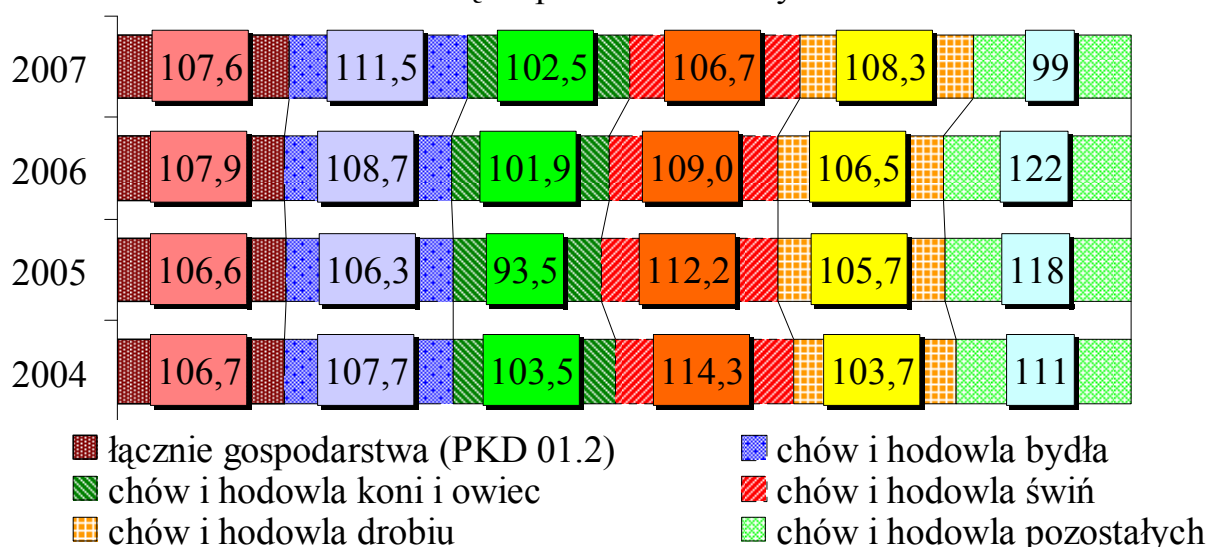 2007 107,6 111,5 102,5 106,7 108,3 99
2006 107,9 108,7 101,9 109,0 106,5 122
2005 106,6 106,3 93,5 112,2 105,7 118
2004 106,7 107,7 103,5 114,3 103,7 111
łącznie gospodarstwa (PKD 01.2) chów i hodowla bydła
chów i hodowla koni i owiec chów i hodowla świń
chów i hodowla drobiu chów i hodowla pozostałych